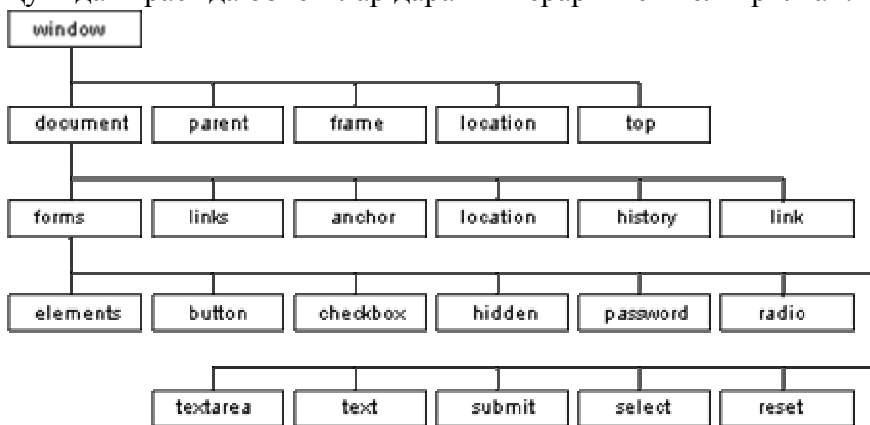 window
document parent frame location top
forms links anchor location history link
elements button checkbox hidden password radio
textarea text submit select reset